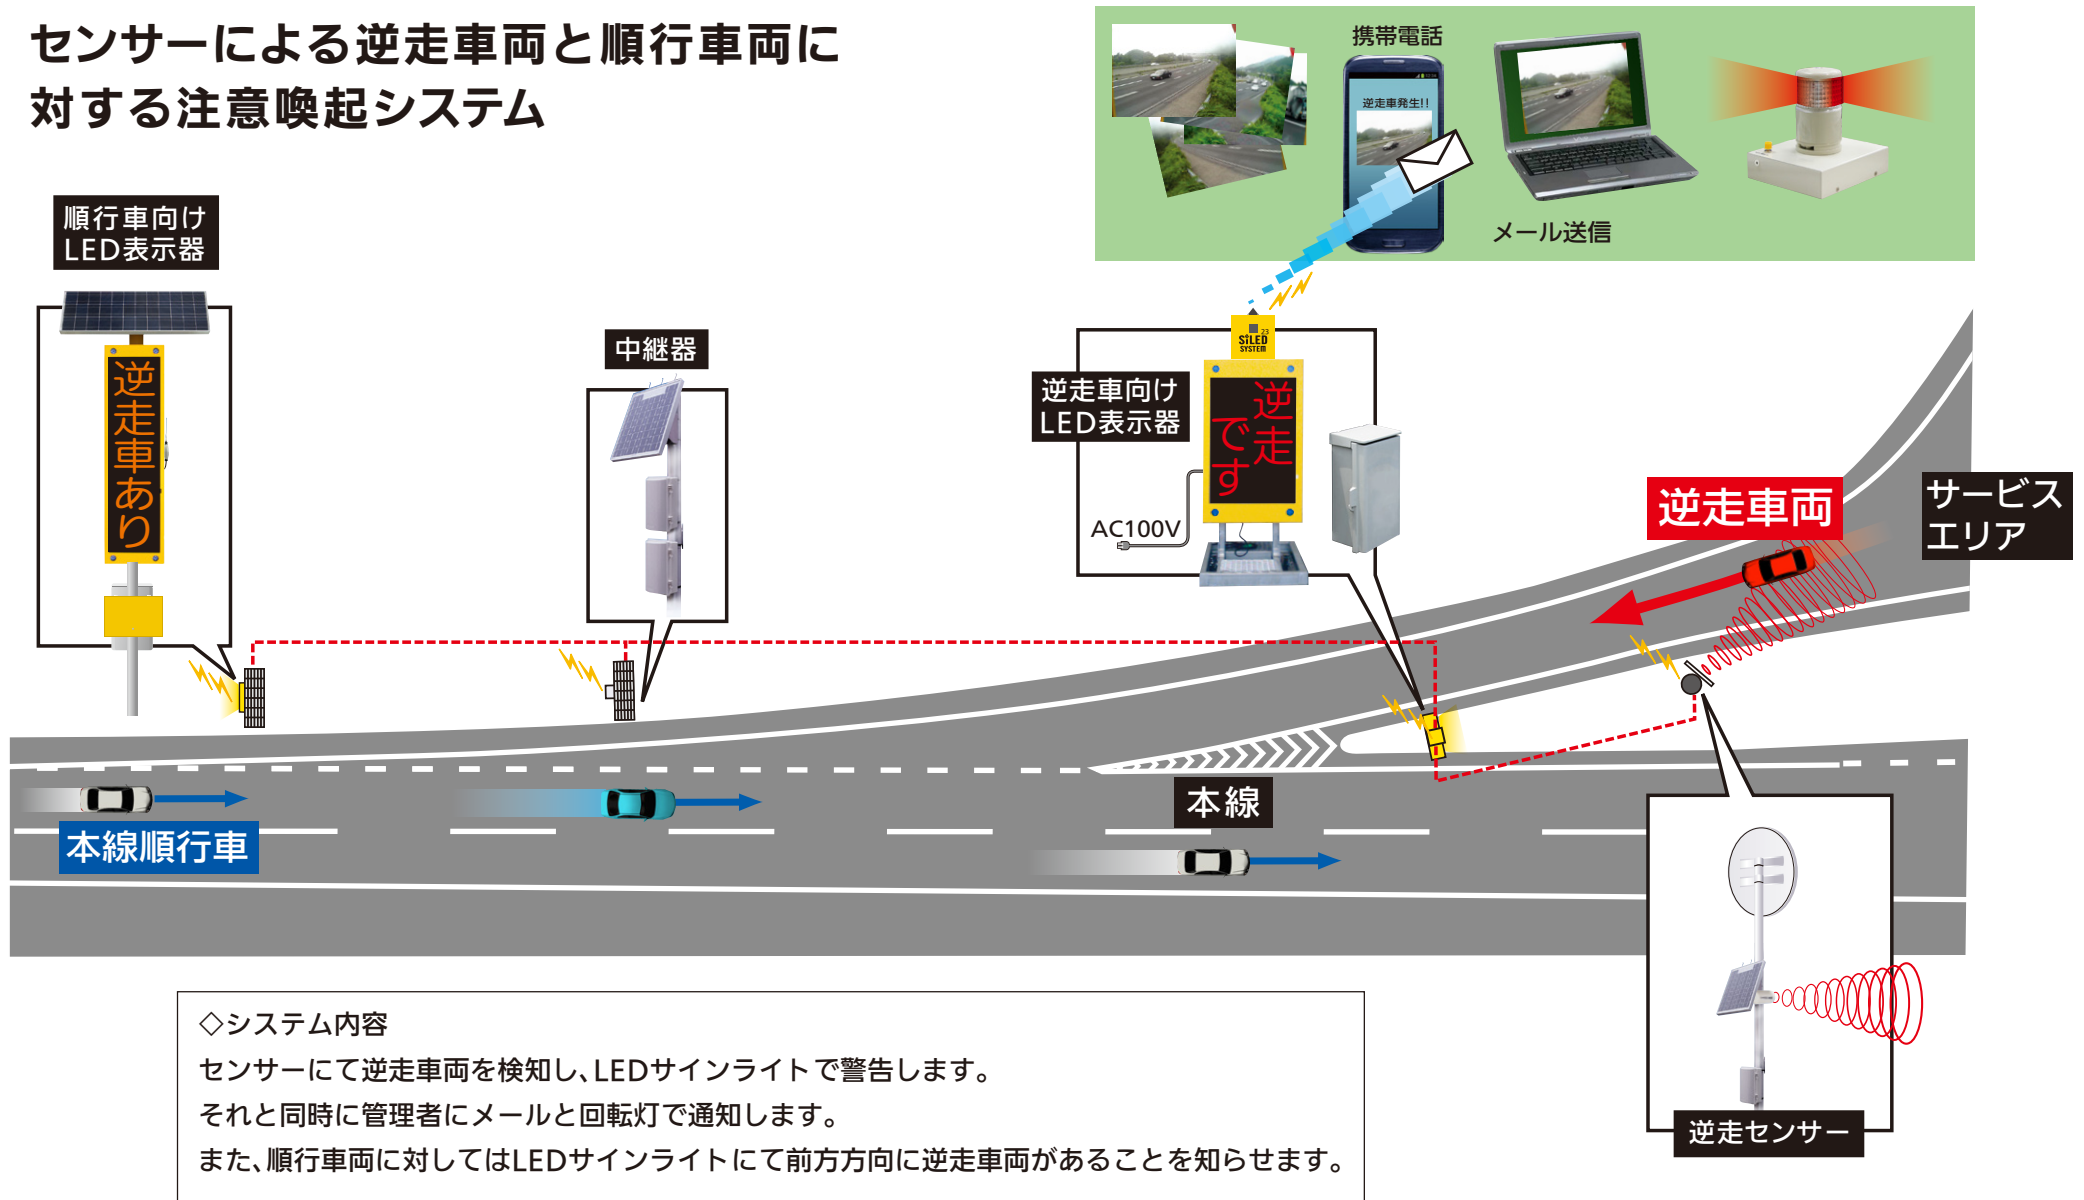 センサーによる逆走車両と順行車両に
対する注意喚起システム
携帯電話
逆走車発生!!
メール送信
順行車向け
LED表示器
逆走車あり
中継器
23
SiLED
SYSTEM
逆走車向け
LED表示器
逆走
です
AC100V
逆走車両
サービス
エリア
本線
本線順行車
逆走センサー
◇システム内容
センサーにて逆走車両を検知し、LEDサインライトで警告します。
それと同時に管理者にメールと回転灯で通知します。
また、順行車両に対してはLEDサインライトにて前方方向に逆走車両があることを知らせます。